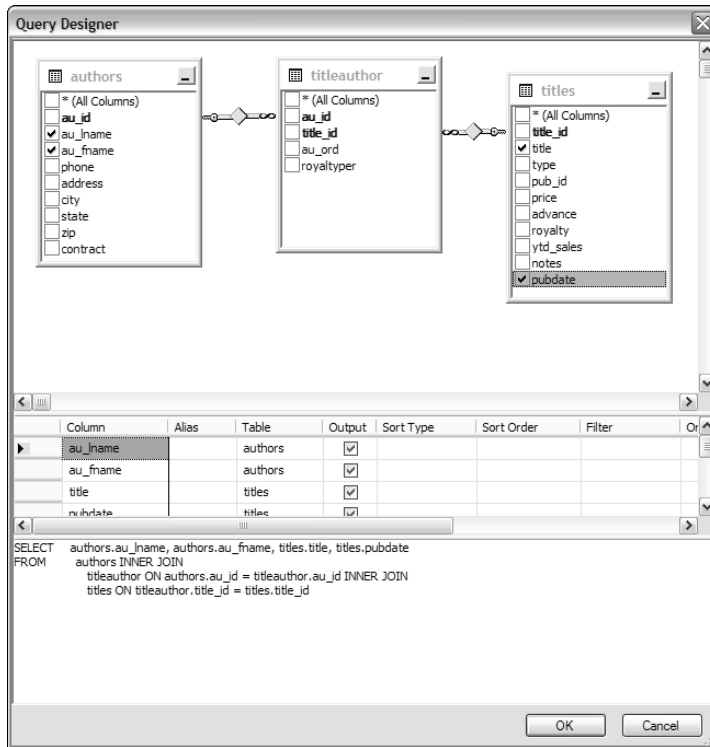 Query Designer
authors
* (All Columns)
au_id
au_lname
au_fname
phone
address
city
state
zip
contract
titleauthor
* (All Columns)
au_id
title_id
au_ord
royaltyper
titles
* (All Columns)
title_id
title
type
pub_id
price
advance
royalty
ytd_sales
notes
pubdate
Column Alias Table Output Sort Type Sort Order Filter Or
au_lname authors
au_fname authors
title titles
pubdate titles
SELECT authors.au_lname, authors.au_fname, titles.title, titles.pubdate
FROM authors INNER JOIN
titleauthor ON authors.au_id = titleauthor.au_id INNER JOIN
titles ON titleauthor.title_id = titles.title_id
OK Cancel